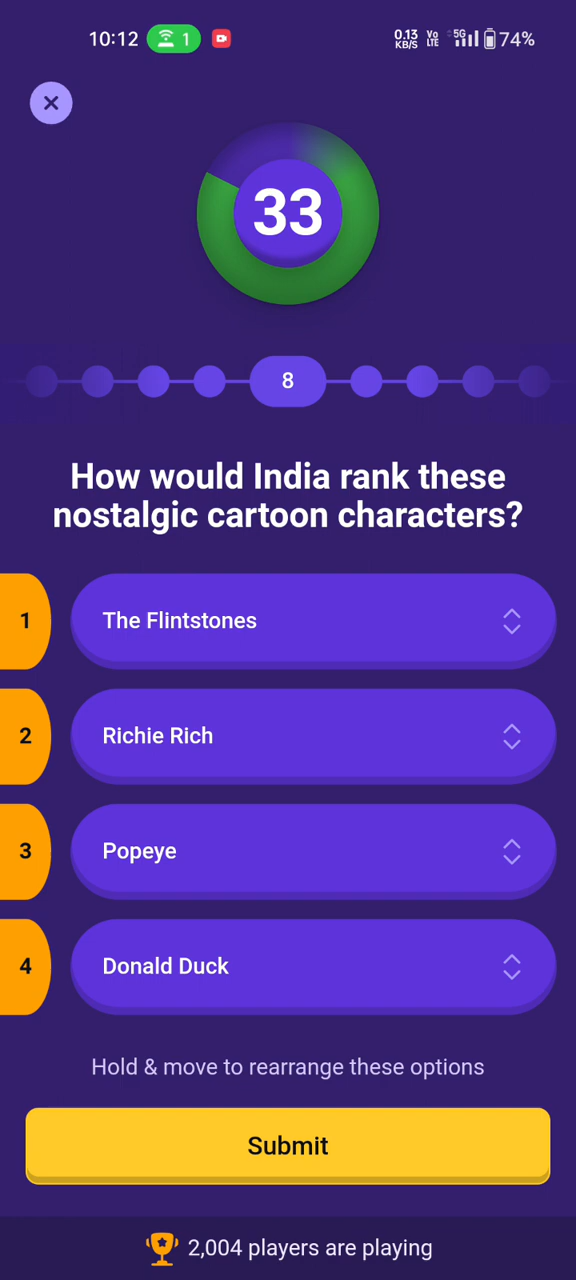 10:12 1 0.13 KB/S Vo LTE 5G 74%
33
8
How would India rank these
nostalgic cartoon characters?
1 The Flintstones
2 Richie Rich
3 Popeye
4 Donald Duck
Hold & move to rearrange these options
Submit
2,004 players are playing